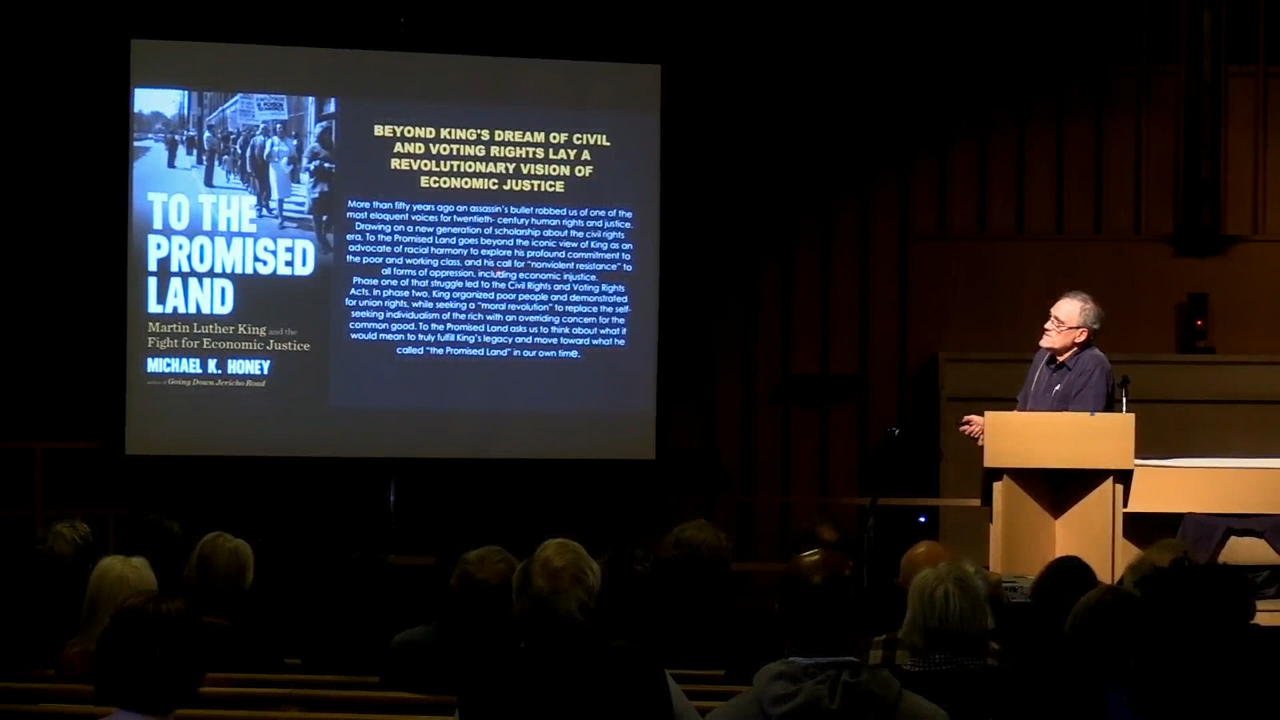 TO THE
PROMISED
LAND
Martin Luther King and the
Fight for Economic Justice
MICHAEL K. HONEY
author of Going Down Jericho Road
BEYOND KING'S DREAM OF CIVIL
AND VOTING RIGHTS LAY A
REVOLUTIONARY VISION OF
ECONOMIC JUSTICE
More than fifty years ago an assassin's bullet robbed us of one of the
most eloquent voices for twentieth- century human rights and justice.
Drawing on a new generation of scholarship about the civil rights
era, To the Promised Land goes beyond the iconic view of King as an
advocate of racial harmony to explore his profound commitment to
the poor and working class, and his call for "nonviolent resistance" to
all forms of oppression, including economic injustice.
Phase one of that struggle led to the Civil Rights and Voting Rights
Acts. In phase two, King organized poor people and demonstrated
for union rights, while seeking a "moral revolution" to replace the self-
seeking individualism of the rich with an overriding concern for the
common good. To the Promised Land asks us to think about what it
would mean to truly fulfill King's legacy and move toward what he
called "the Promised Land" in our own time.